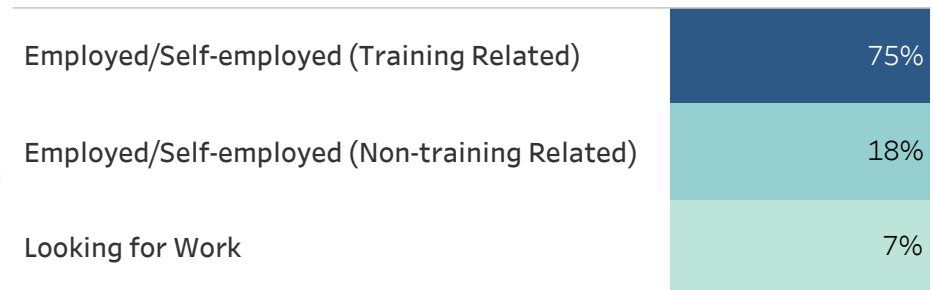 Employed/Self-employed (Training Related) 75%
Employed/Self-employed (Non-training Related) 18%
Looking for Work 7%